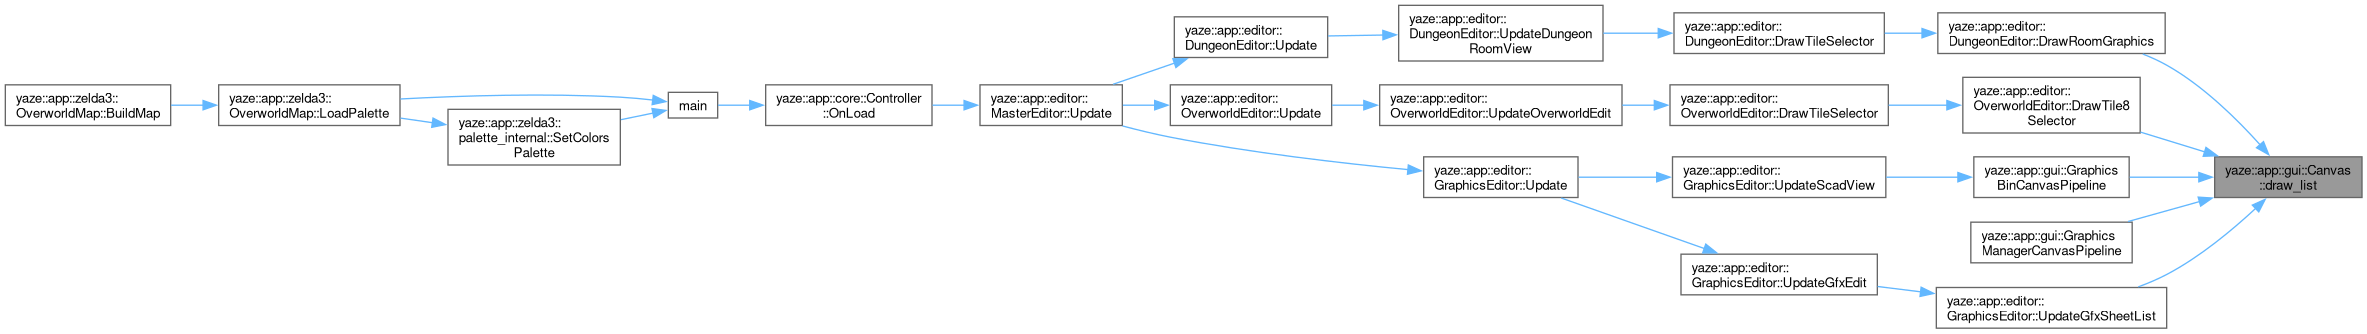 yaze::app::zelda3::
OverworldMap::BuildMap
yaze::app::zelda3::
OverworldMap::LoadPalette
yaze::app::zelda3::
palette_internal::SetColors
Palette
main
yaze::app::core::Controller
::OnLoad
yaze::app::editor::
MasterEditor::Update
yaze::app::editor::
DungeonEditor::Update
yaze::app::editor::
OverworldEditor::Update
yaze::app::editor::
GraphicsEditor::Update
yaze::app::editor::
DungeonEditor::UpdateDungeon
RoomView
yaze::app::editor::
OverworldEditor::UpdateOverworldEdit
yaze::app::editor::
GraphicsEditor::UpdateGfxEdit
yaze::app::editor::
DungeonEditor::DrawTileSelector
yaze::app::editor::
OverworldEditor::DrawTileSelector
yaze::app::editor::
GraphicsEditor::UpdateScadView
yaze::app::editor::
DungeonEditor::DrawRoomGraphics
yaze::app::editor::
OverworldEditor::DrawTile8
Selector
yaze::app::gui::Graphics
BinCanvasPipeline
yaze::app::gui::Graphics
ManagerCanvasPipeline
yaze::app::editor::
GraphicsEditor::UpdateGfxSheetList
yaze::app::gui::Canvas
::draw_list